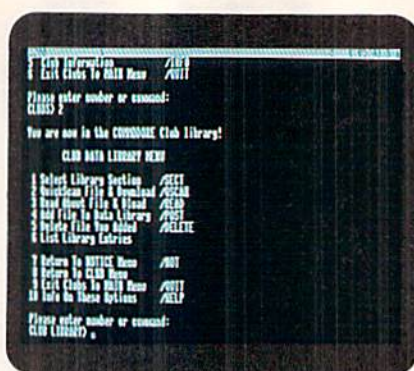 5 Club Information /INFO
6 Exit Clubs To MAIN Menu /QUIT
Please enter number or command:
CLUBS> 2
You are now in the COMMODORE Club library!
CLUB DATA LIBRARY MENU
1 Select Library Section /SECT
2 QuickScan File & Download /QSCAN
3 Read About File & Dload /READ
4 Add File To Data Library /POST
5 Delete File You Added /DELETE
6 List Library Entries
7 Return To NOTICE Menu /NOT
8 Return To CLUB Menu
9 Exit Clubs To MAIN Menu /QUIT
10 Info On These Options /HELP
Please enter number or command:
CLUB LIBRARY>